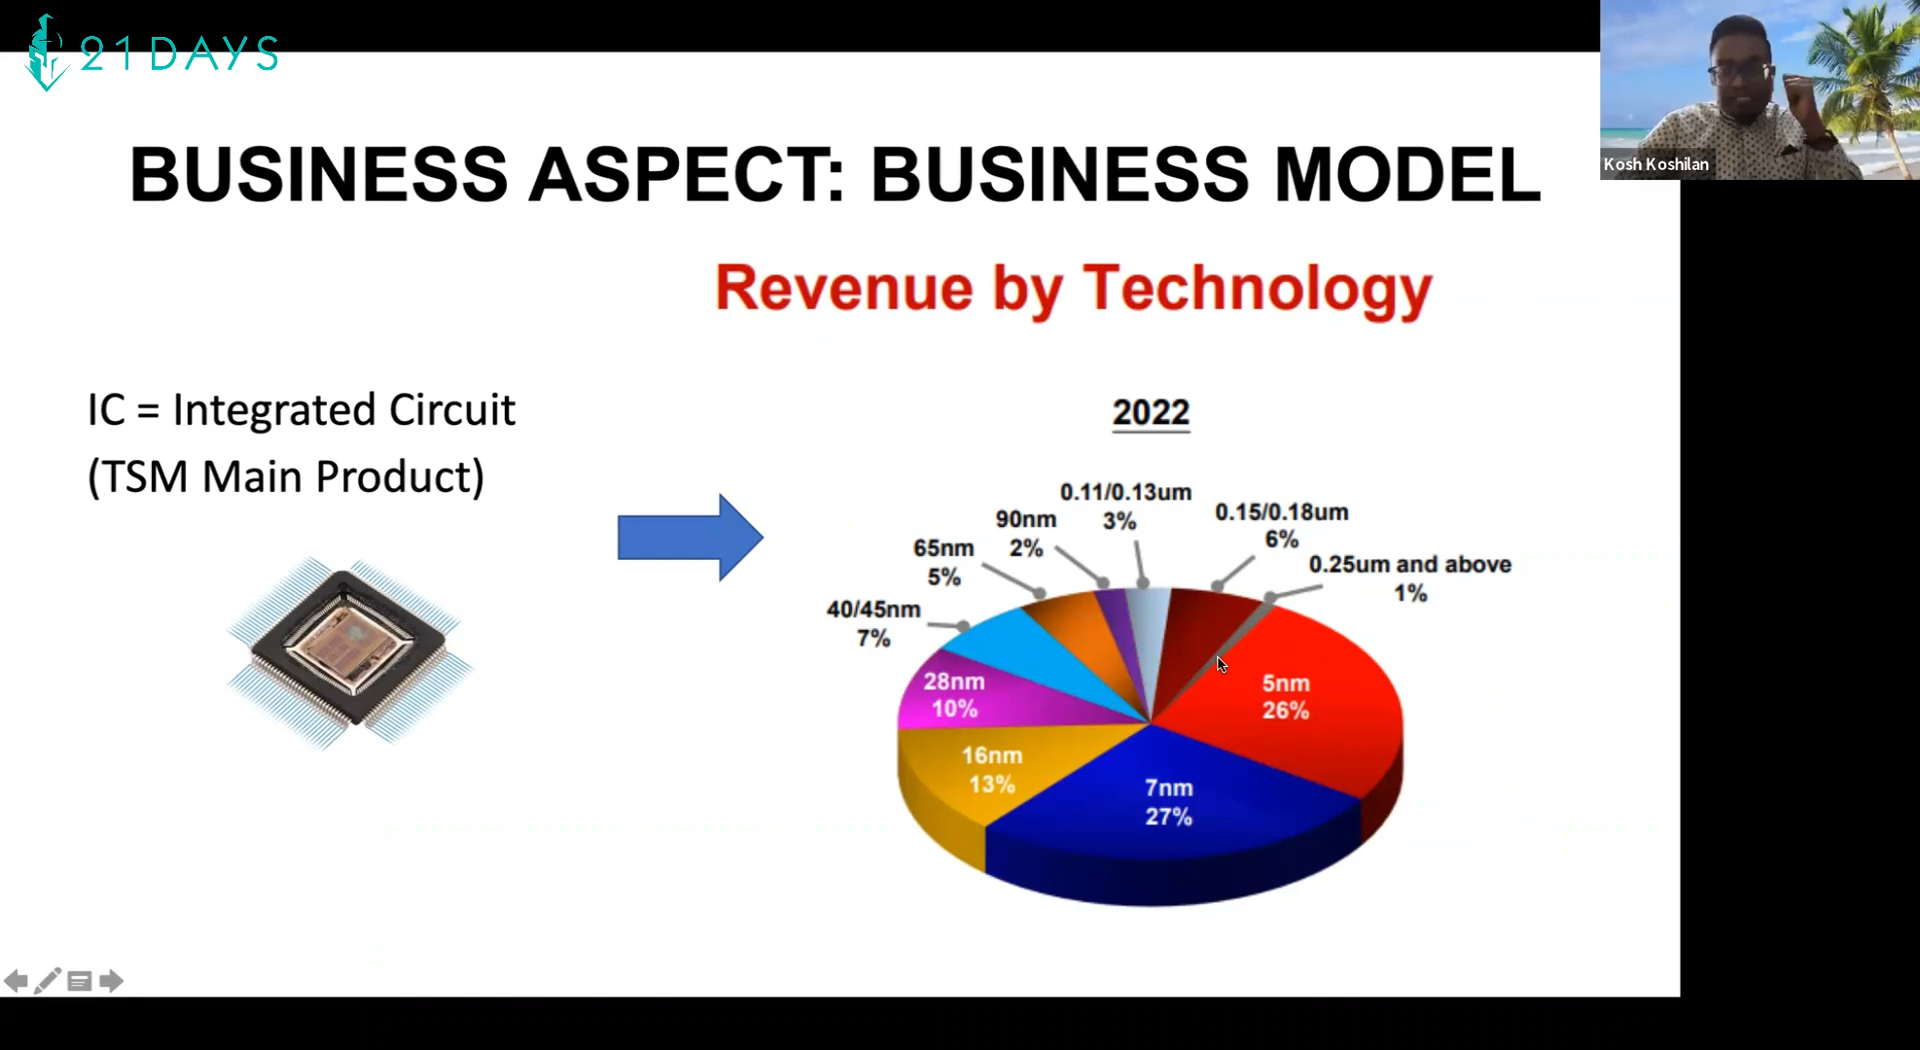 21DAYS
Kosh Koshilan
BUSINESS ASPECT: BUSINESS MODEL
Revenue by Technology
IC = Integrated Circuit
(TSM Main Product)
2022
0.11/0.13um
3%
0.15/0.18um
6%
90nm
2%
65nm
5%
0.25um and above
1%
40/45nm
7%
28nm
10%
5nm
26%
16nm
13%
7nm
27%